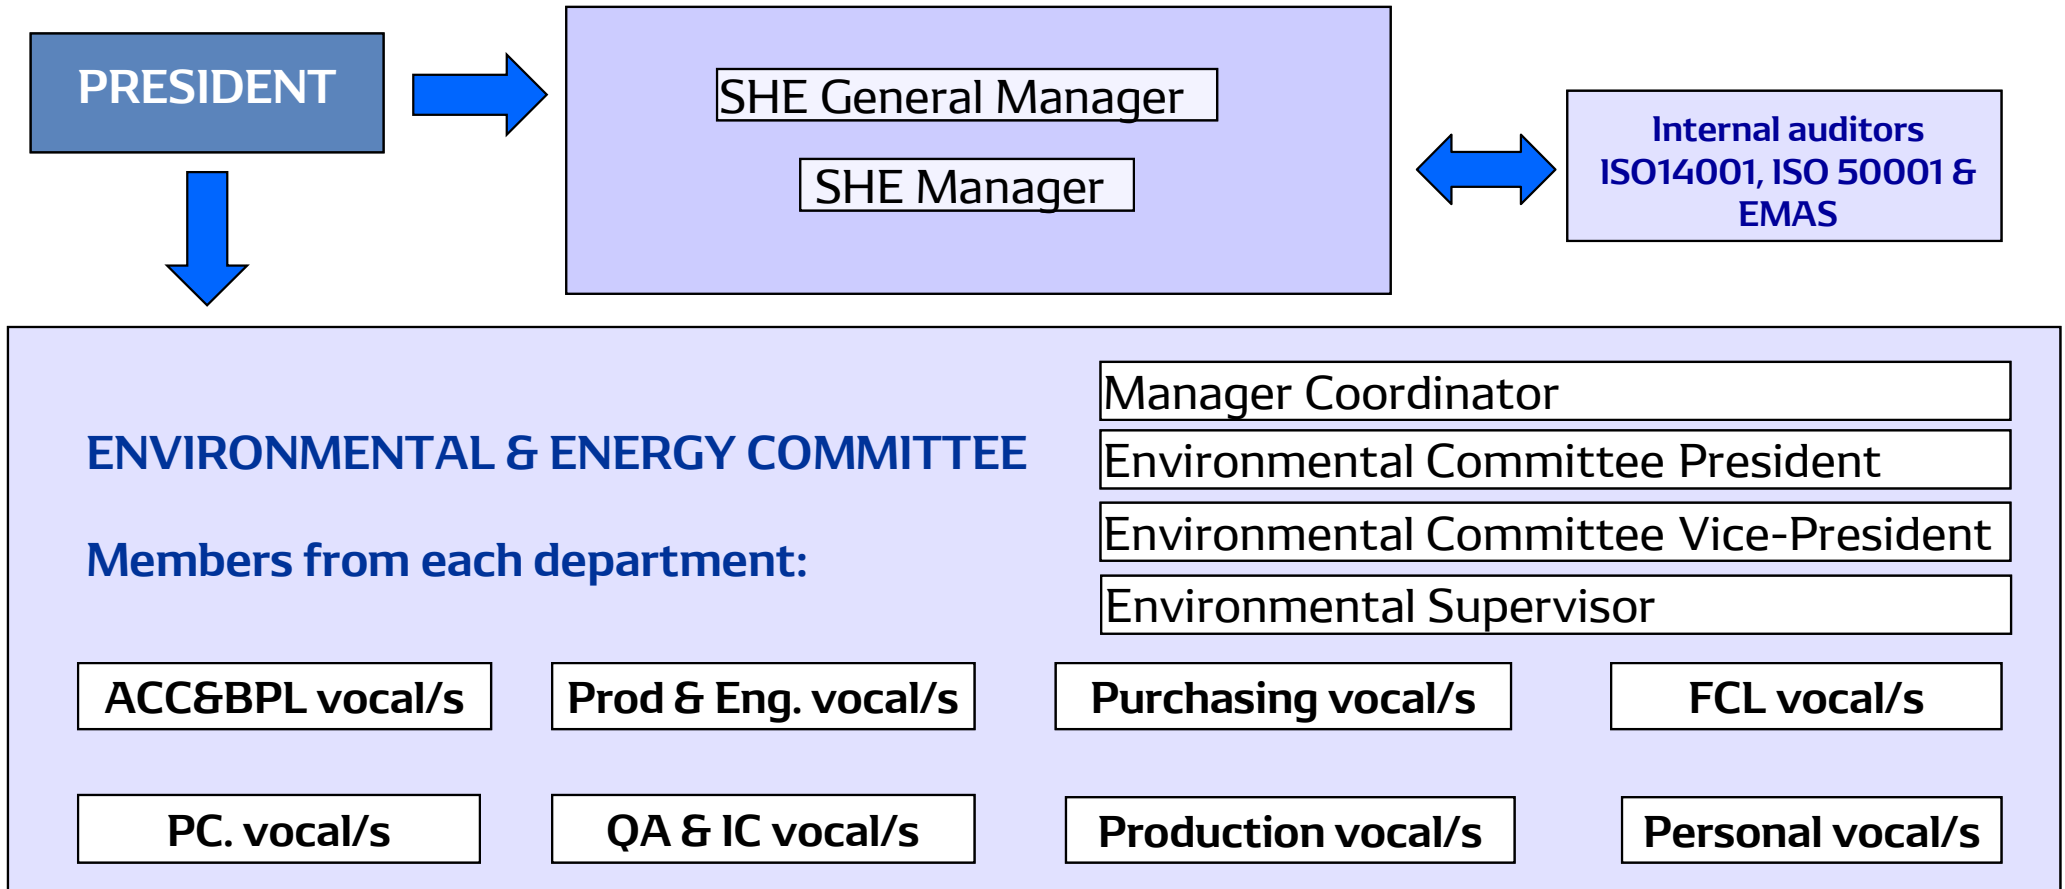 PRESIDENT
SHE General Manager
SHE Manager
Internal auditors
ISO14001, ISO 50001 &
EMAS
ENVIRONMENTAL & ENERGY COMMITTEE
Members from each department:
Manager Coordinator
Environmental Committee President
Environmental Committee Vice-President
Environmental Supervisor
ACC&BPL vocal/s
Prod & Eng. vocal/s
Purchasing vocal/s
FCL vocal/s
PC. vocal/s
QA & IC vocal/s
Production vocal/s
Personal vocal/s